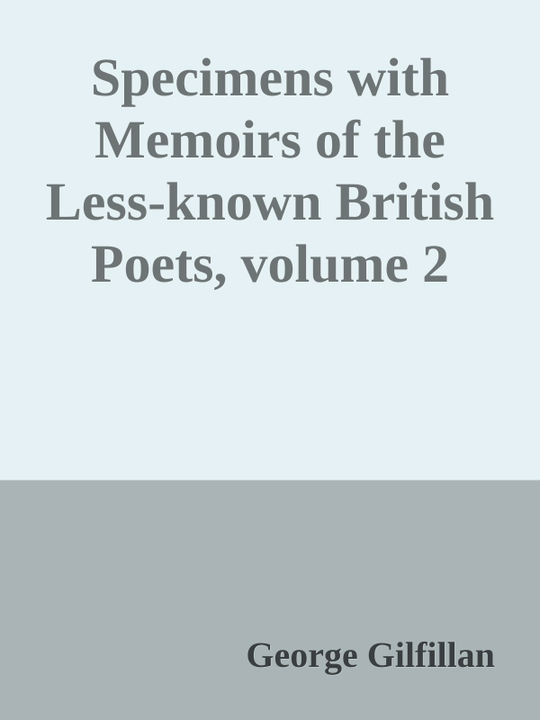 Specimens with
Memoirs of the
Less-known British
Poets, volume 2
George Gilfillan